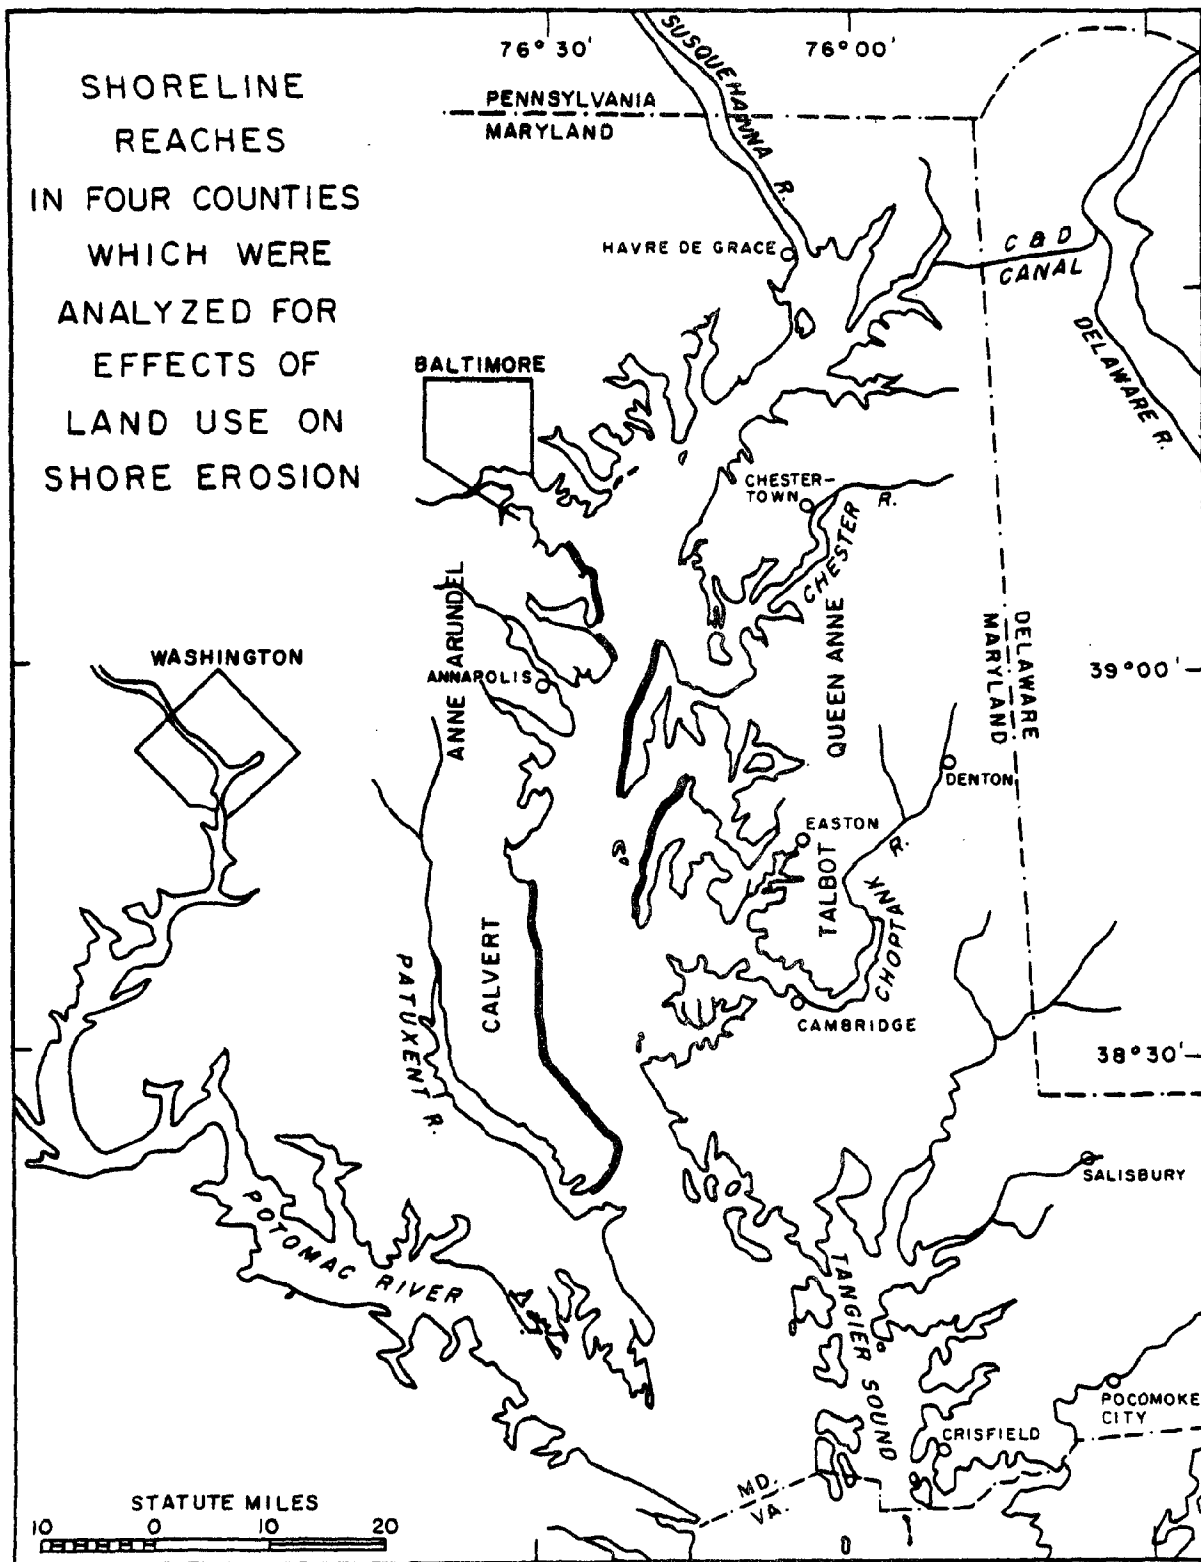 SHORELINE
REACHES
IN FOUR COUNTIES
WHICH WERE
ANALYZED FOR
EFFECTS OF
LAND USE ON
SHORE EROSION
76°30'
76°00'
SUSQUEHANNA R.
PENNSYLVANIA
MARYLAND
HAVRE DE GRACE
C & D
CANAL
DELAWARE R.
BALTIMORE
CHESTER-
TOWN
CHESTER R.
ANNE ARUNDEL
QUEEN ANNE
DELAWARE
MARYLAND
WASHINGTON
ANNAPOLIS
39°00'
DENTON
EASTON
TALBOT
CHOPTANK R.
CALVERT
PATUXENT R.
CAMBRIDGE
38°30'
SALISBURY
POTOMAC RIVER
TANGIER SOUND
POCOMOKE
CITY
CRISFIELD
MD.
VA.
STATUTE MILES
10 0 10 20